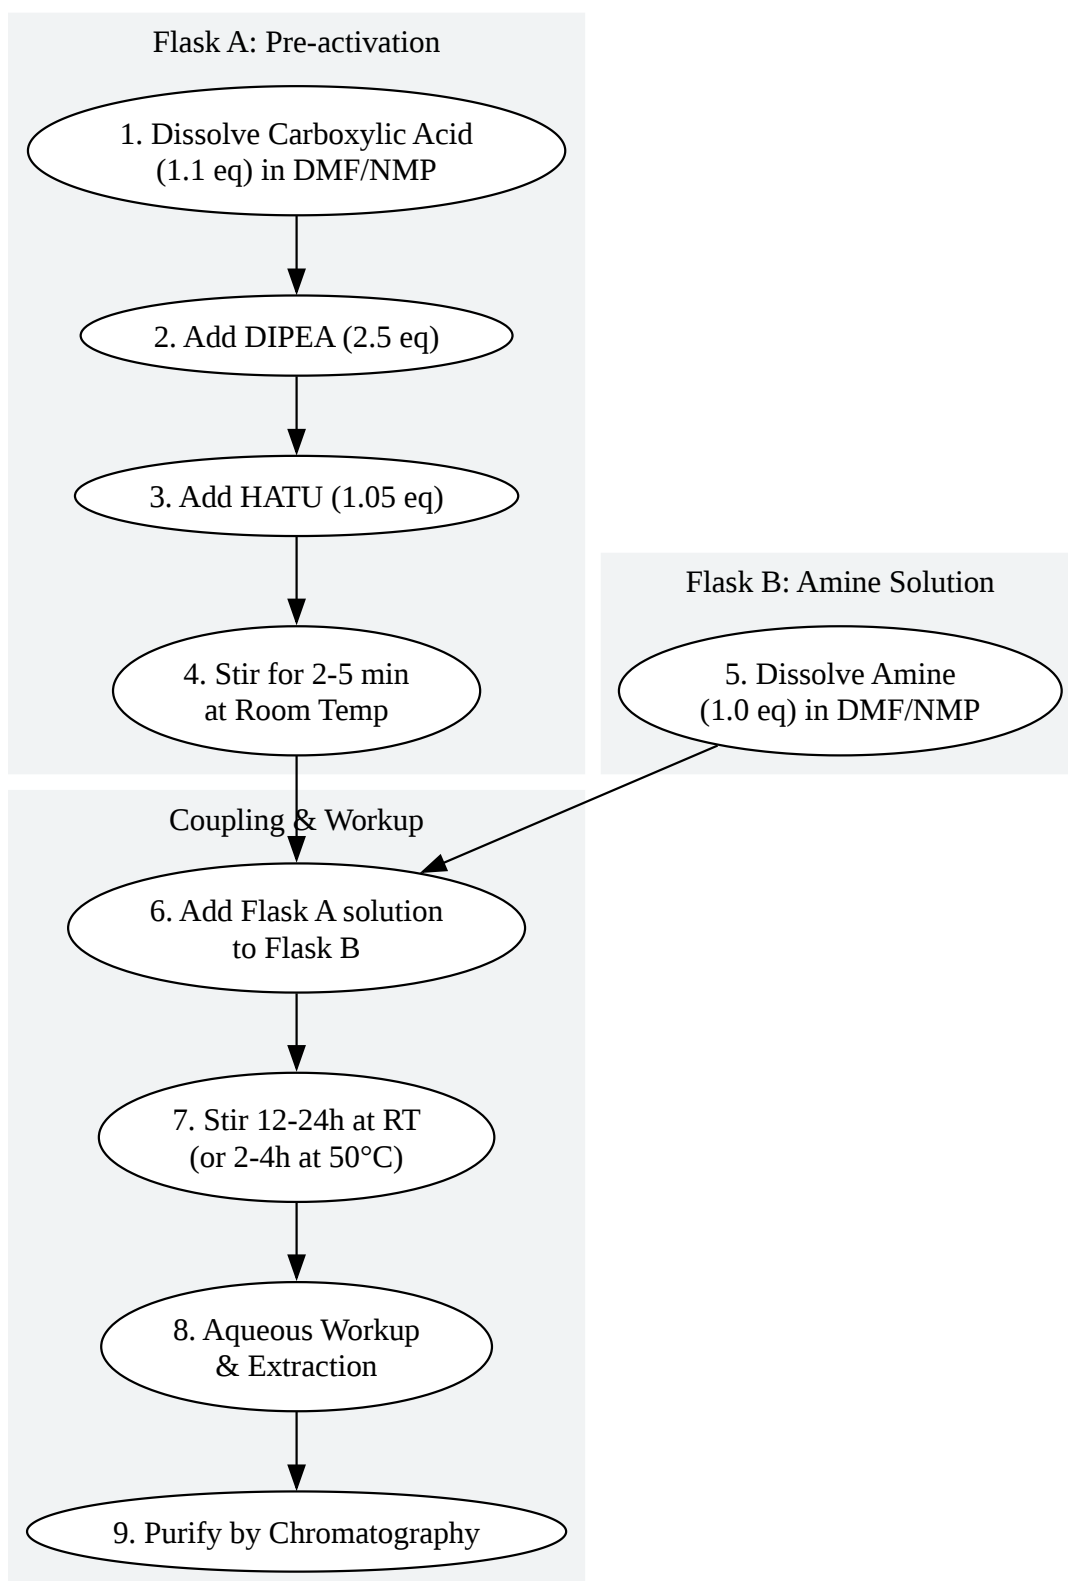 Flask A: Pre-activation
1. Dissolve Carboxylic Acid
(1.1 eq) in DMF/NMP
2. Add DIPEA (2.5 eq)
3. Add HATU (1.05 eq)
4. Stir for 2-5 min
at Room Temp
Flask B: Amine Solution
5. Dissolve Amine
(1.0 eq) in DMF/NMP
Coupling & Workup
6. Add Flask A solution
to Flask B
7. Stir 12-24h at RT
(or 2-4h at 50°C)
8. Aqueous Workup
& Extraction
9. Purify by Chromatography